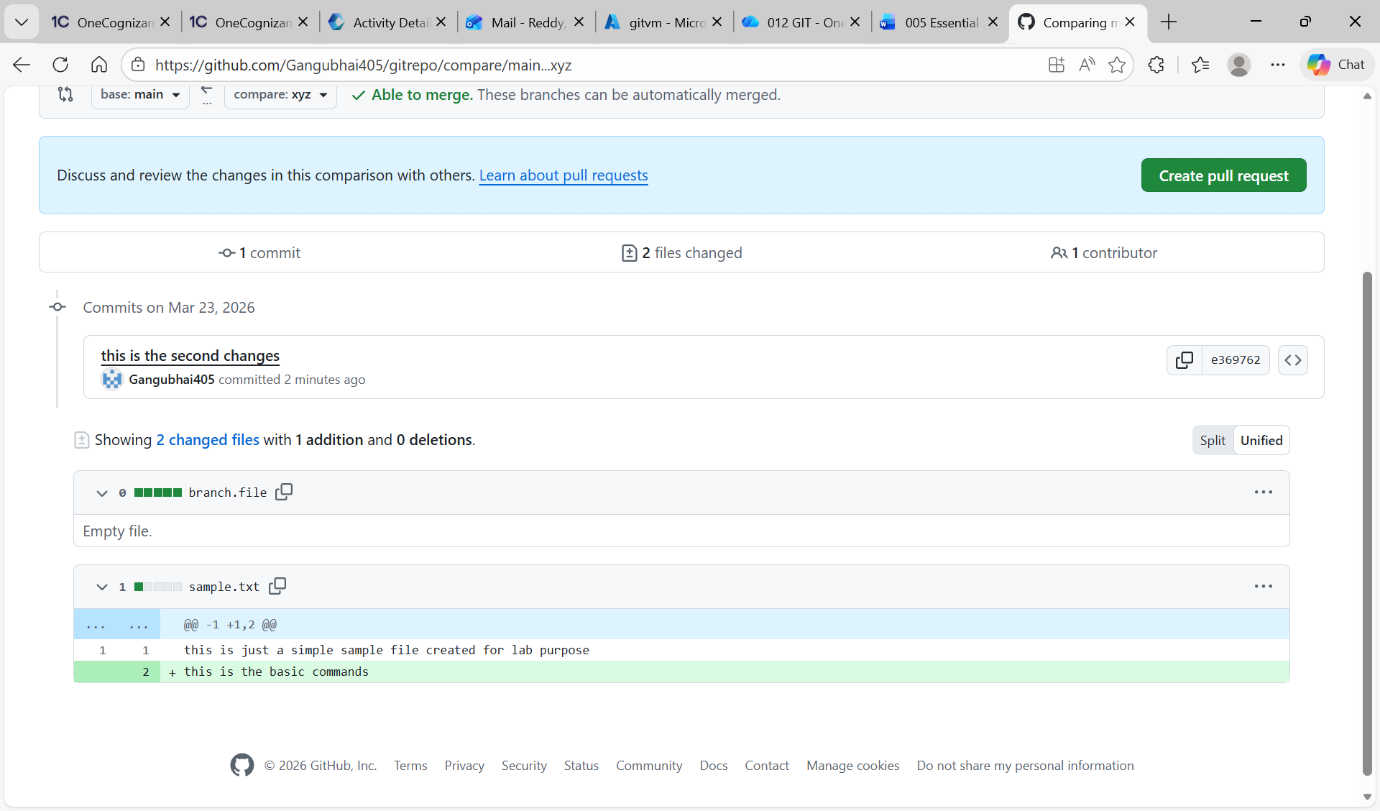 1C OneCognizan 1C OneCognizan Activity Detail Mail - Reddy, gitvm - Micro 012 GIT - One 005 Essential Comparing m
https://github.com/Gangubhai405/gitrepo/compare/main...xyz Chat
base: main ← ... compare: xyz ✓ Able to merge. These branches can be automatically merged.
Discuss and review the changes in this comparison with others. Learn about pull requests Create pull request
1 commit 2 files changed 1 contributor
Commits on Mar 23, 2026
this is the second changes
e369762
Gangubhai405 committed 2 minutes ago
Showing 2 changed files with 1 addition and 0 deletions. Split Unified
0 branch.file
Empty file.
1 sample.txt
... ... @@ -1 +1,2 @@
1 1 this is just a simple sample file created for lab purpose
2 + this is the basic commands
© 2026 GitHub, Inc. Terms Privacy Security Status Community Docs Contact Manage cookies Do not share my personal information